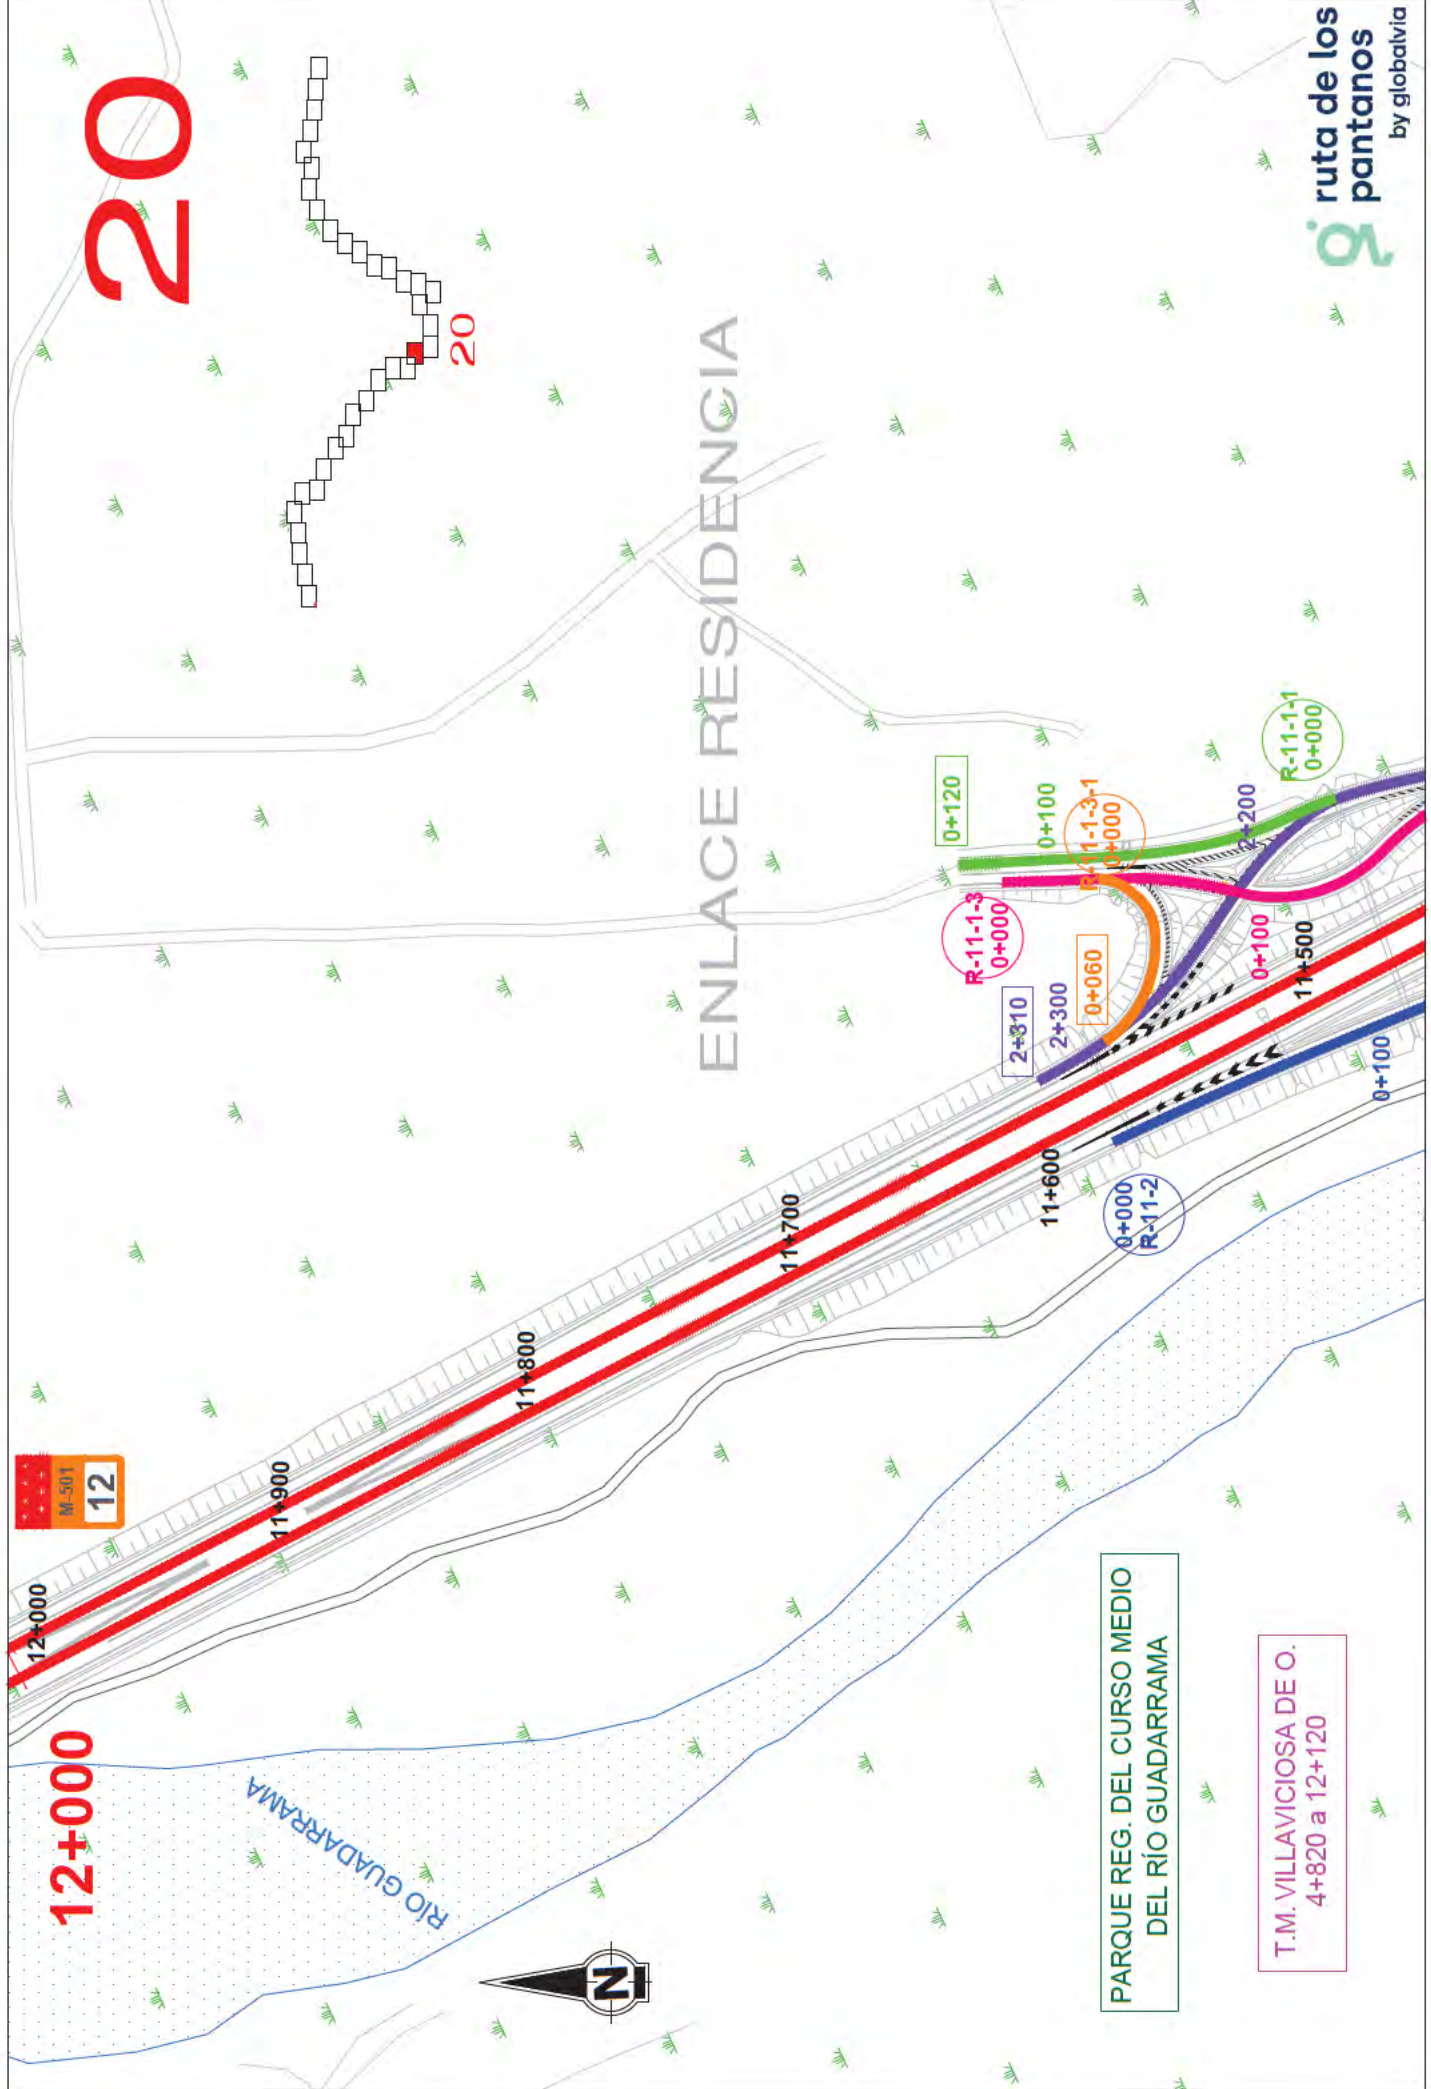 20
20
ruta de los
pantanos
by globalvia
ENLACE RESIDENCIA
0+120
0+100
R-11-1-3-1
0+000
2+200
R-11-1-1
0+000
R-11-1-3
0+000
2+310
2+300
0+060
0+100
11+500
0+100
11+600
0+000
R-11-2
11+700
11+800
11+900
M-501
12
12+000
12+000
RÍO GUADARRAMA
N
PARQUE REG. DEL CURSO MEDIO
DEL RÍO GUADARRAMA
T.M. VILLAVICIOSA DE O.
4+820 a 12+120